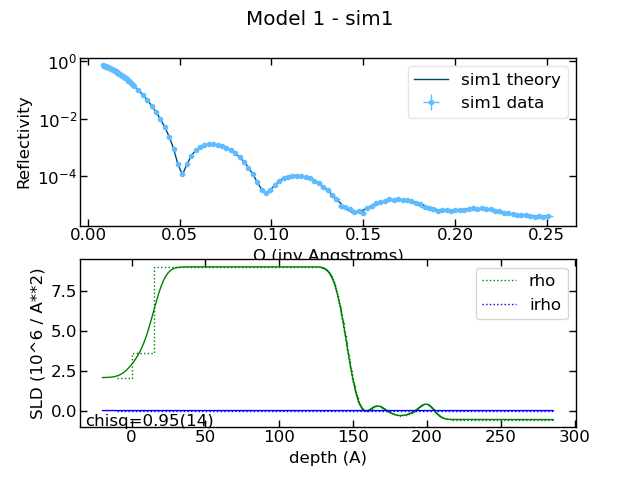 Model 1 - sim1
10^0
10^-2
10^-4
Reflectivity
sim1 theory
sim1 data
0.00 0.05 0.10 0.15 0.20 0.25
Q (inv Angstroms)
7.5
5.0
2.5
0.0
SLD (10^6 / A**2)
rho
irho
chisq=0.95(14)
0 50 100 150 200 250 300
depth (A)